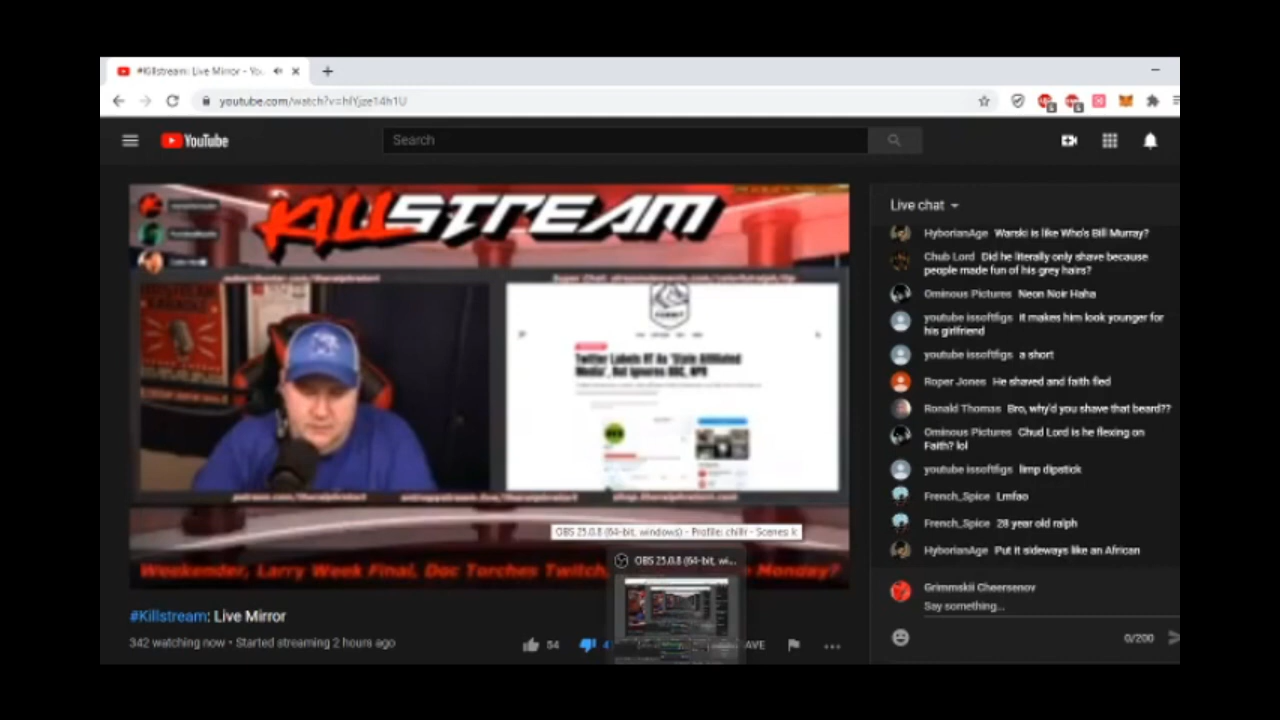 #Killstream: Live Mirror - You
youtube.com/watch?v=hlYjze14h1U
YouTube
Search
KILLSTREAM
Live chat
HyborianAge Warski is like Who's Bill Murray?
Chub Lord Did he literally only shave because
people made fun of his grey hairs?
Ominous Pictures Neon Noir Haha
youtube issoftfigs it makes him look younger for
his girlfriend
youtube issoftfigs a short
Roper Jones He shaved and faith fled
Ronald Thomas Bro, why'd you shave that beard??
Ominous Pictures Chud Lord is he flexing on
Faith? lol
youtube issoftfigs limp dipstick
French_Spice Lmfao
French_Spice 28 year old ralph
HyborianAge Put it sideways like an African
Twitter Labels RT As 'State Affiliated
Media', But Ignores BBC, NPR
OBS 25.0.8 (64-bit, windows) - Profile: chillr - Scenes: k
OBS 25.0.8 (64-bit, wi...
Weekender, Larry Week Final, Doc Torches Twitch
Monday?
Grimmskii Cheersenov
Say something...
#Killstream: Live Mirror
342 watching now • Started streaming 2 hours ago
54
4
AVE
0/200